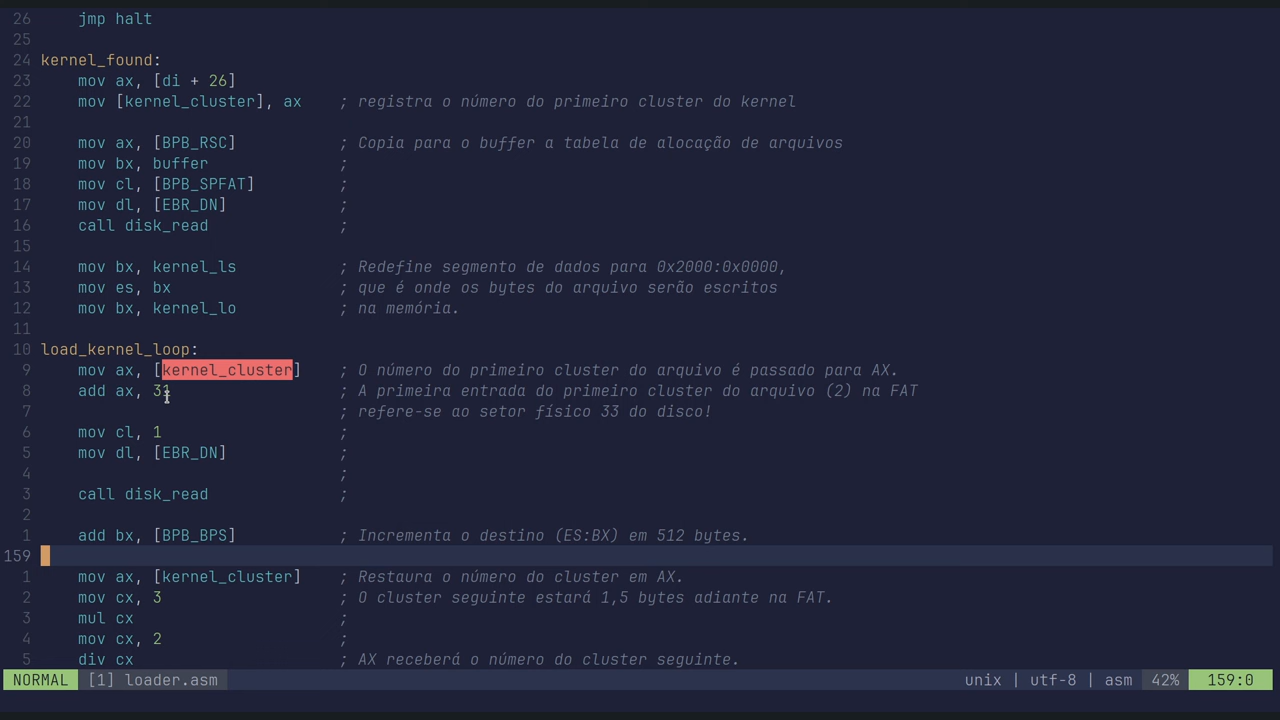 26 jmp halt
25
24 kernel_found:
23 mov ax, [di + 26]
22 mov [kernel_cluster], ax ; registra o número do primeiro cluster do kernel
21
20 mov ax, [BPB_RSC] ; Copia para o buffer a tabela de alocação de arquivos
19 mov bx, buffer ;
18 mov cl, [BPB_SPFAT] ;
17 mov dl, [EBR_DN] ;
16 call disk_read ;
15
14 mov bx, kernel_ls ; Redefine segmento de dados para 0x2000:0x0000,
13 mov es, bx ; que é onde os bytes do arquivo serão escritos
12 mov bx, kernel_lo ; na memória.
11
10 load_kernel_loop:
9 mov ax, [kernel_cluster] ; O número do primeiro cluster do arquivo é passado para AX.
8 add ax, 31 ; A primeira entrada do primeiro cluster do arquivo (2) na FAT
7 ; refere-se ao setor físico 33 do disco!
6 mov cl, 1 ;
5 mov dl, [EBR_DN] ;
4 ;
3 call disk_read ;
2
1 add bx, [BPB_BPS] ; Incrementa o destino (ES:BX) em 512 bytes.
159
1 mov ax, [kernel_cluster] ; Restaura o número do cluster em AX.
2 mov cx, 3 ; O cluster seguinte estará 1,5 bytes adiante na FAT.
3 mul cx ;
4 mov cx, 2 ;
5 div cx ; AX receberá o número do cluster seguinte.
NORMAL [1] loader.asm unix | utf-8 | asm 42% 159:0